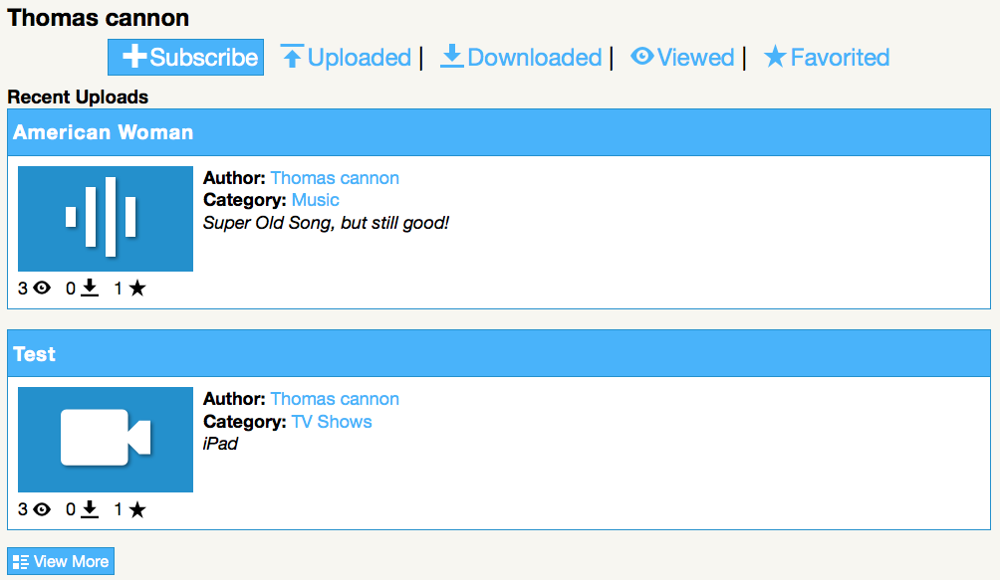 Thomas cannon
Subscribe Uploaded | Downloaded | Viewed | Favorited
Recent Uploads
American Woman
Author: Thomas cannon
Category: Music
Super Old Song, but still good!
3 0 1
Test
Author: Thomas cannon
Category: TV Shows
iPad
3 0 1
View More